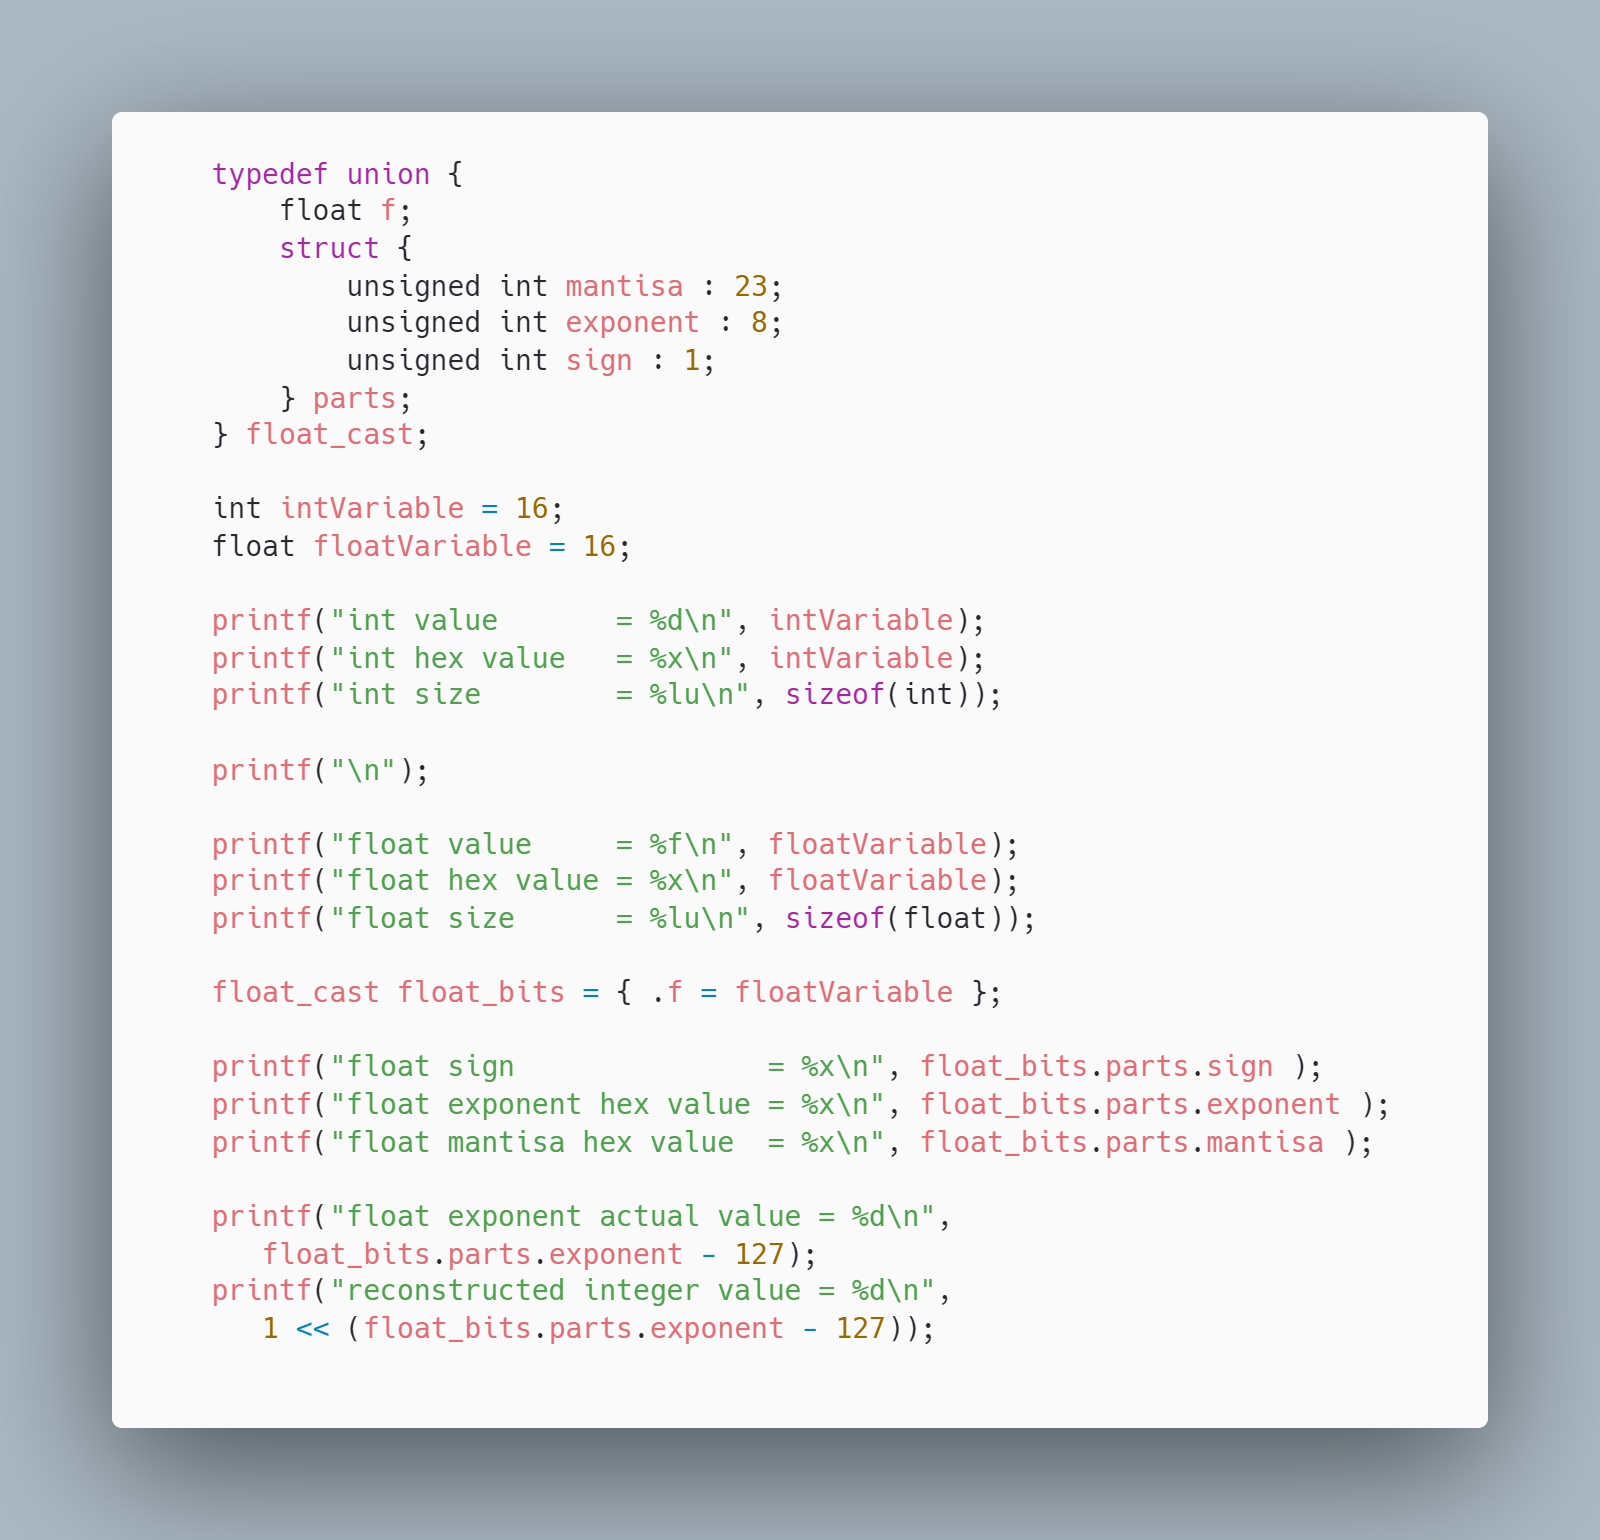 typedef union {
    float f;
    struct {
        unsigned int mantisa : 23;
        unsigned int exponent : 8;
        unsigned int sign : 1;
    } parts;
} float_cast;

int intVariable = 16;
float floatVariable = 16;

printf("int value       = %d\n", intVariable);
printf("int hex value   = %x\n", intVariable);
printf("int size        = %lu\n", sizeof(int));

printf("\n");

printf("float value     = %f\n", floatVariable);
printf("float hex value = %x\n", floatVariable);
printf("float size      = %lu\n", sizeof(float));

float_cast float_bits = { .f = floatVariable };

printf("float sign               = %x\n", float_bits.parts.sign );
printf("float exponent hex value = %x\n", float_bits.parts.exponent );
printf("float mantisa hex value  = %x\n", float_bits.parts.mantisa );

printf("float exponent actual value = %d\n",
   float_bits.parts.exponent - 127);
printf("reconstructed integer value = %d\n",
   1 << (float_bits.parts.exponent - 127));